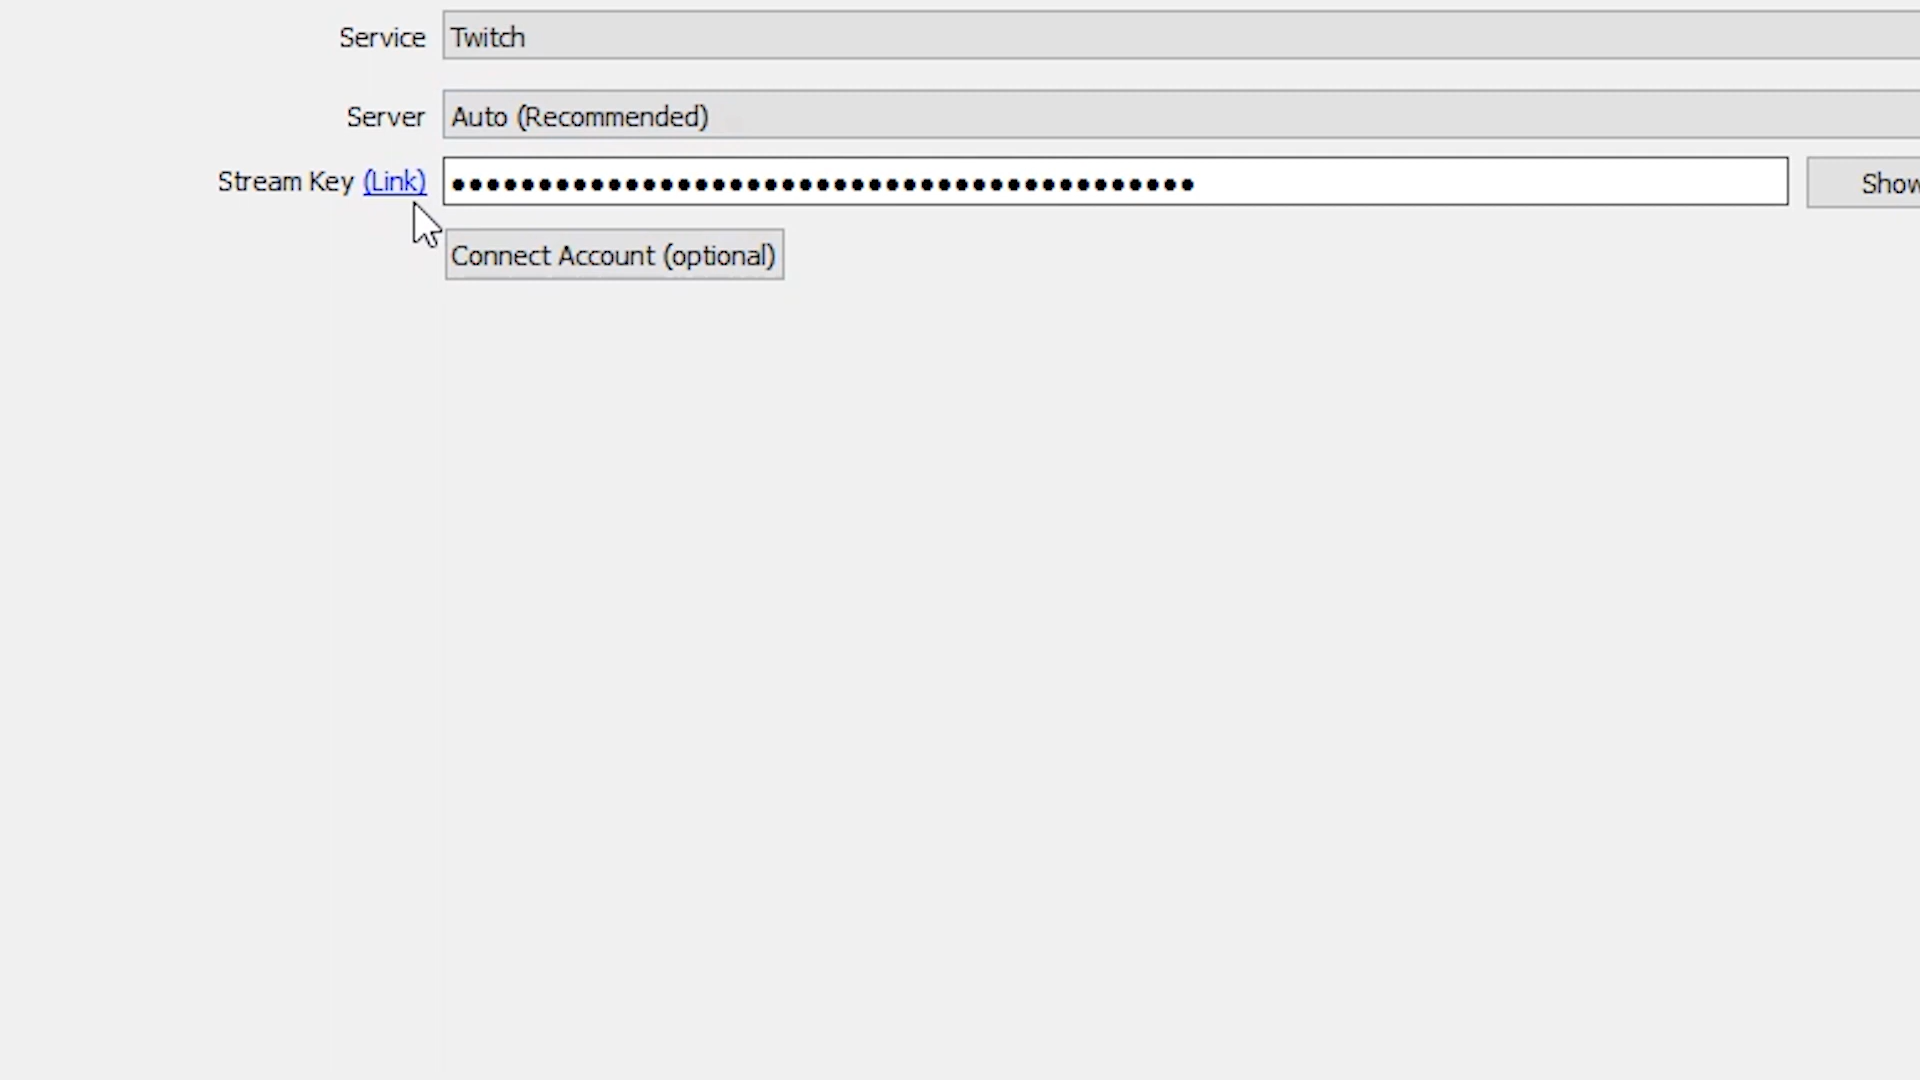 Service Twitch
Server Auto (Recommended)
Stream Key (Link) ●●●●●●●●●●●●●●●●●●●●●●●●●●●●●●●●●●●●●●●●●●● Show
Connect Account (optional)